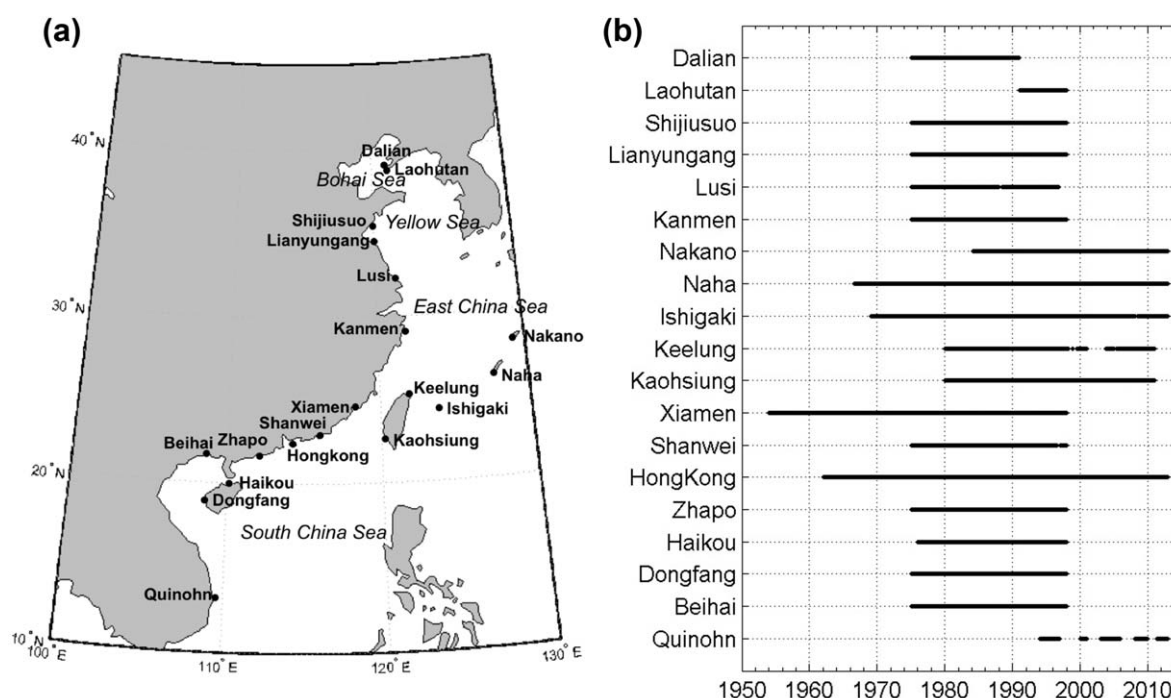 (a)
40°N
30°N
20°N
10°N
100°E
110°E
120°E
130°E
Dalian
Laohutan
Bohai Sea
Shijiusuo
Yellow Sea
Lianyungang
Lusi
East China Sea
Kanmen
Nakano
Naha
Keelung
Xiamen
Ishigaki
Shanwei
Kaohsiung
Beihai
Zhapo
Hongkong
Haikou
Dongfang
South China Sea
Quinohn
(b)
Dalian
Laohutan
Shijiusuo
Lianyungang
Lusi
Kanmen
Nakano
Naha
Ishigaki
Keelung
Kaohsiung
Xiamen
Shanwei
HongKong
Zhapo
Haikou
Dongfang
Beihai
Quinohn
1950 1960 1970 1980 1990 2000 2010